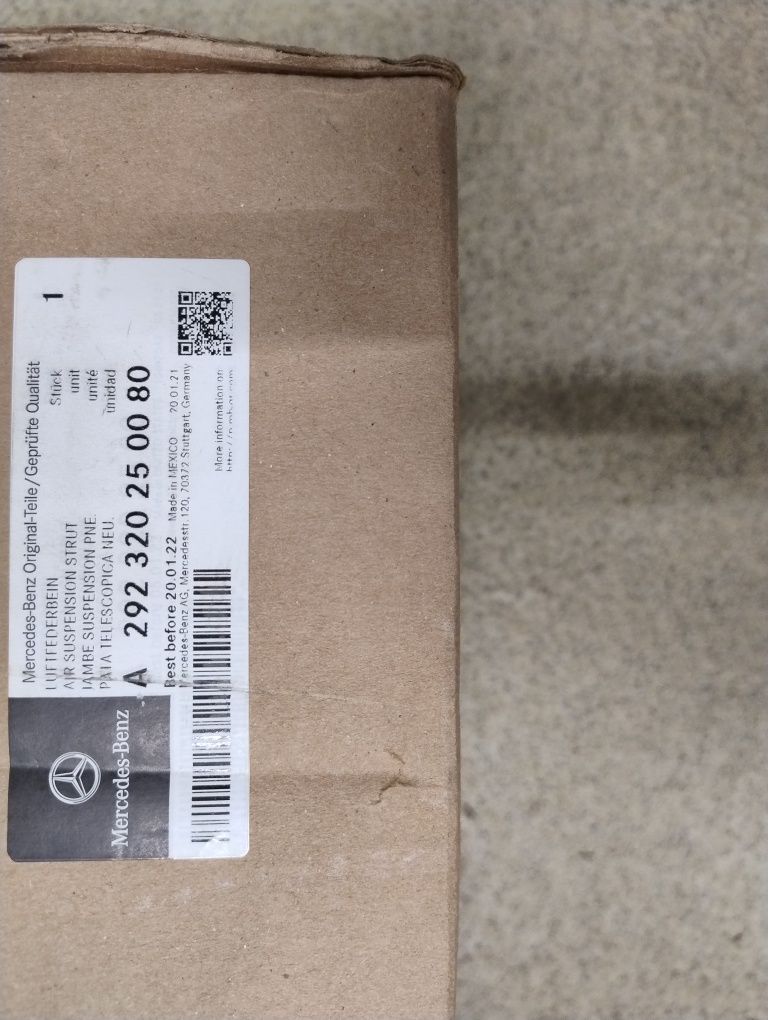 Mercedes-Benz Original-Teile/Geprüfte Qualität
LUFTFEDERBEIN
AIR SUSPENSION STRUT
JAMBE SUSPENSION PNE.
PATA TELESCOPICA NEU.
Stück
unit
unité
unidad
1
A 292 320 25 00 80
Best before 20.01.22 Made in MEXICO 20.01.21
Mercedes-Benz AG, Mercedesstr. 120, 70372 Stuttgart, Germany
More information on:
Mercedes-Benz